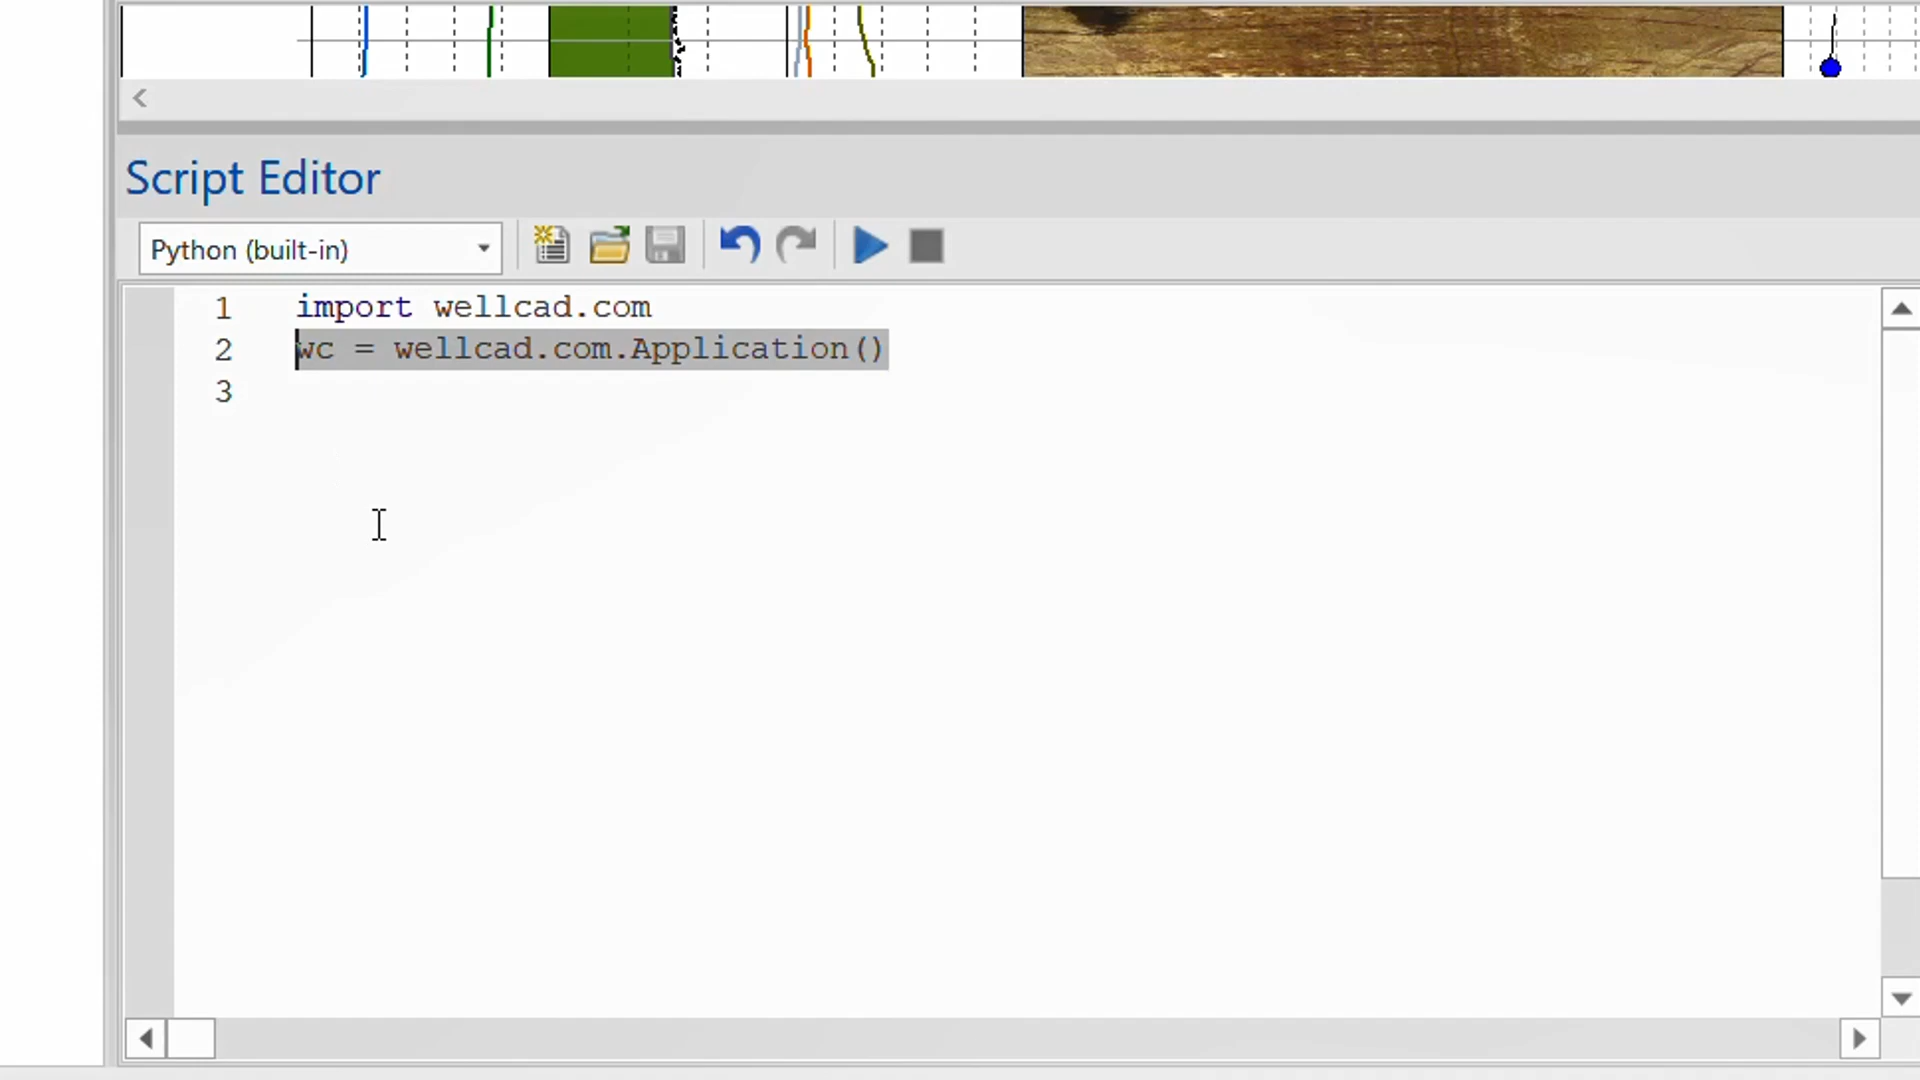 Script Editor
Python (built-in)
1 import wellcad.com
2 wc = wellcad.com.Application()
3